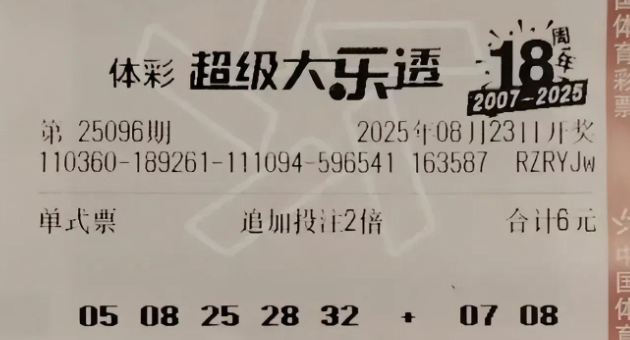 体彩 超级大乐透 18周年
2007-2025
第 25096期 2025年08月23日开奖
110360-189261-111094-596541 163587 RZRYJW
单式票 追加投注2倍 合计6元
05 08 25 28 32 + 07 08
国体育彩票
中国体育